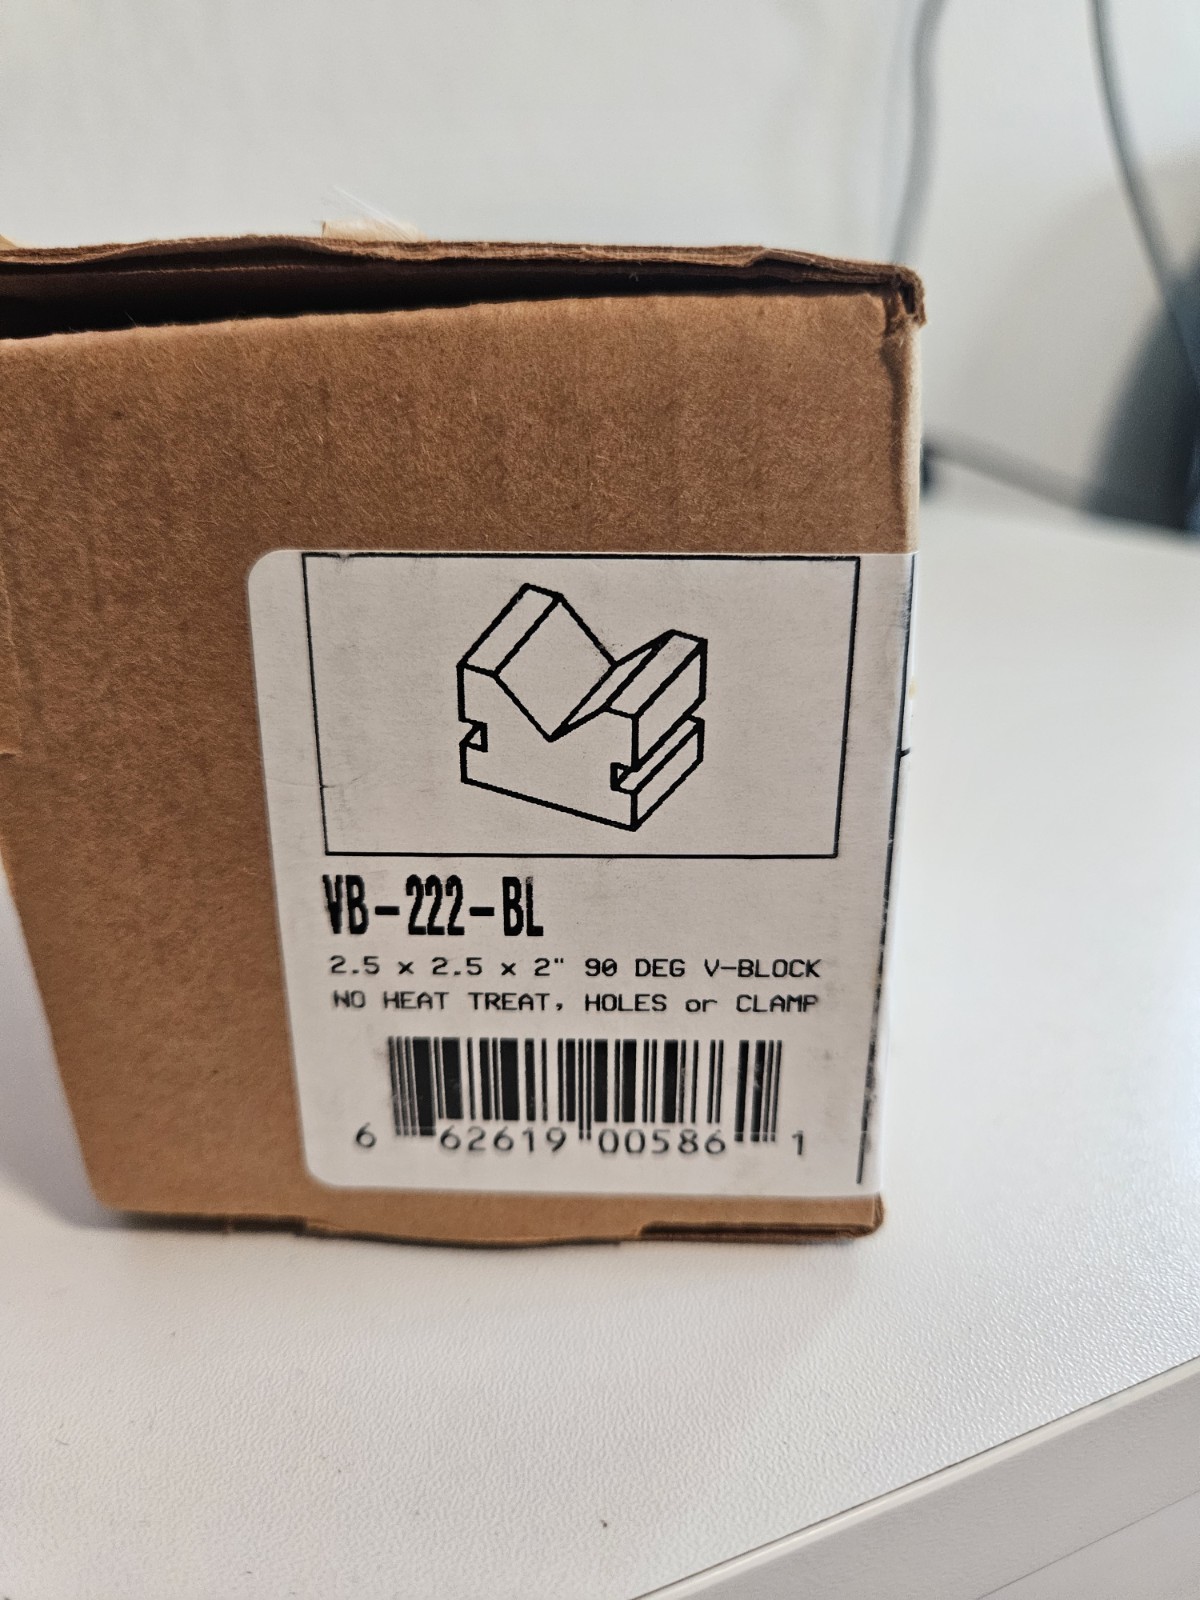 VB-222-BL
2.5 x 2.5 x 2" 90 DEG V-BLOCK
NO HEAT TREAT, HOLES or CLAMP
6 62619 00586 1